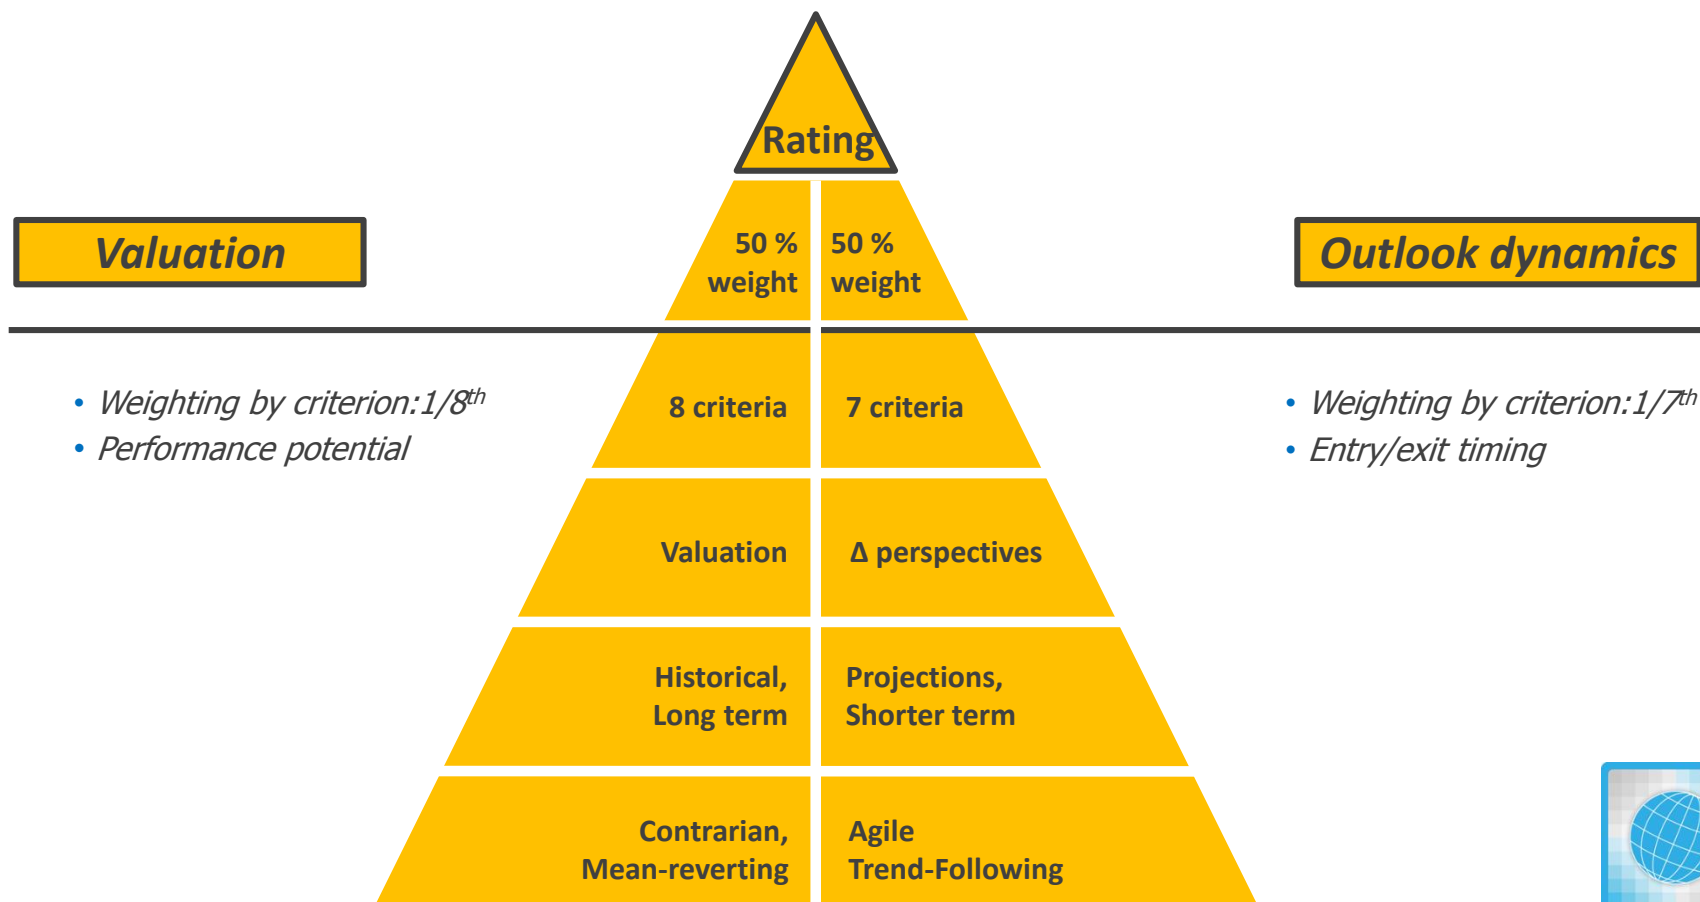 Rating
Valuation
50 %
weight
50 %
weight
Outlook dynamics
• Weighting by criterion:1/8th
• Performance potential
8 criteria
7 criteria
• Weighting by criterion:1/7th
• Entry/exit timing
Valuation
Δ perspectives
Historical,
Long term
Projections,
Shorter term
Contrarian,
Mean-reverting
Agile
Trend-Following